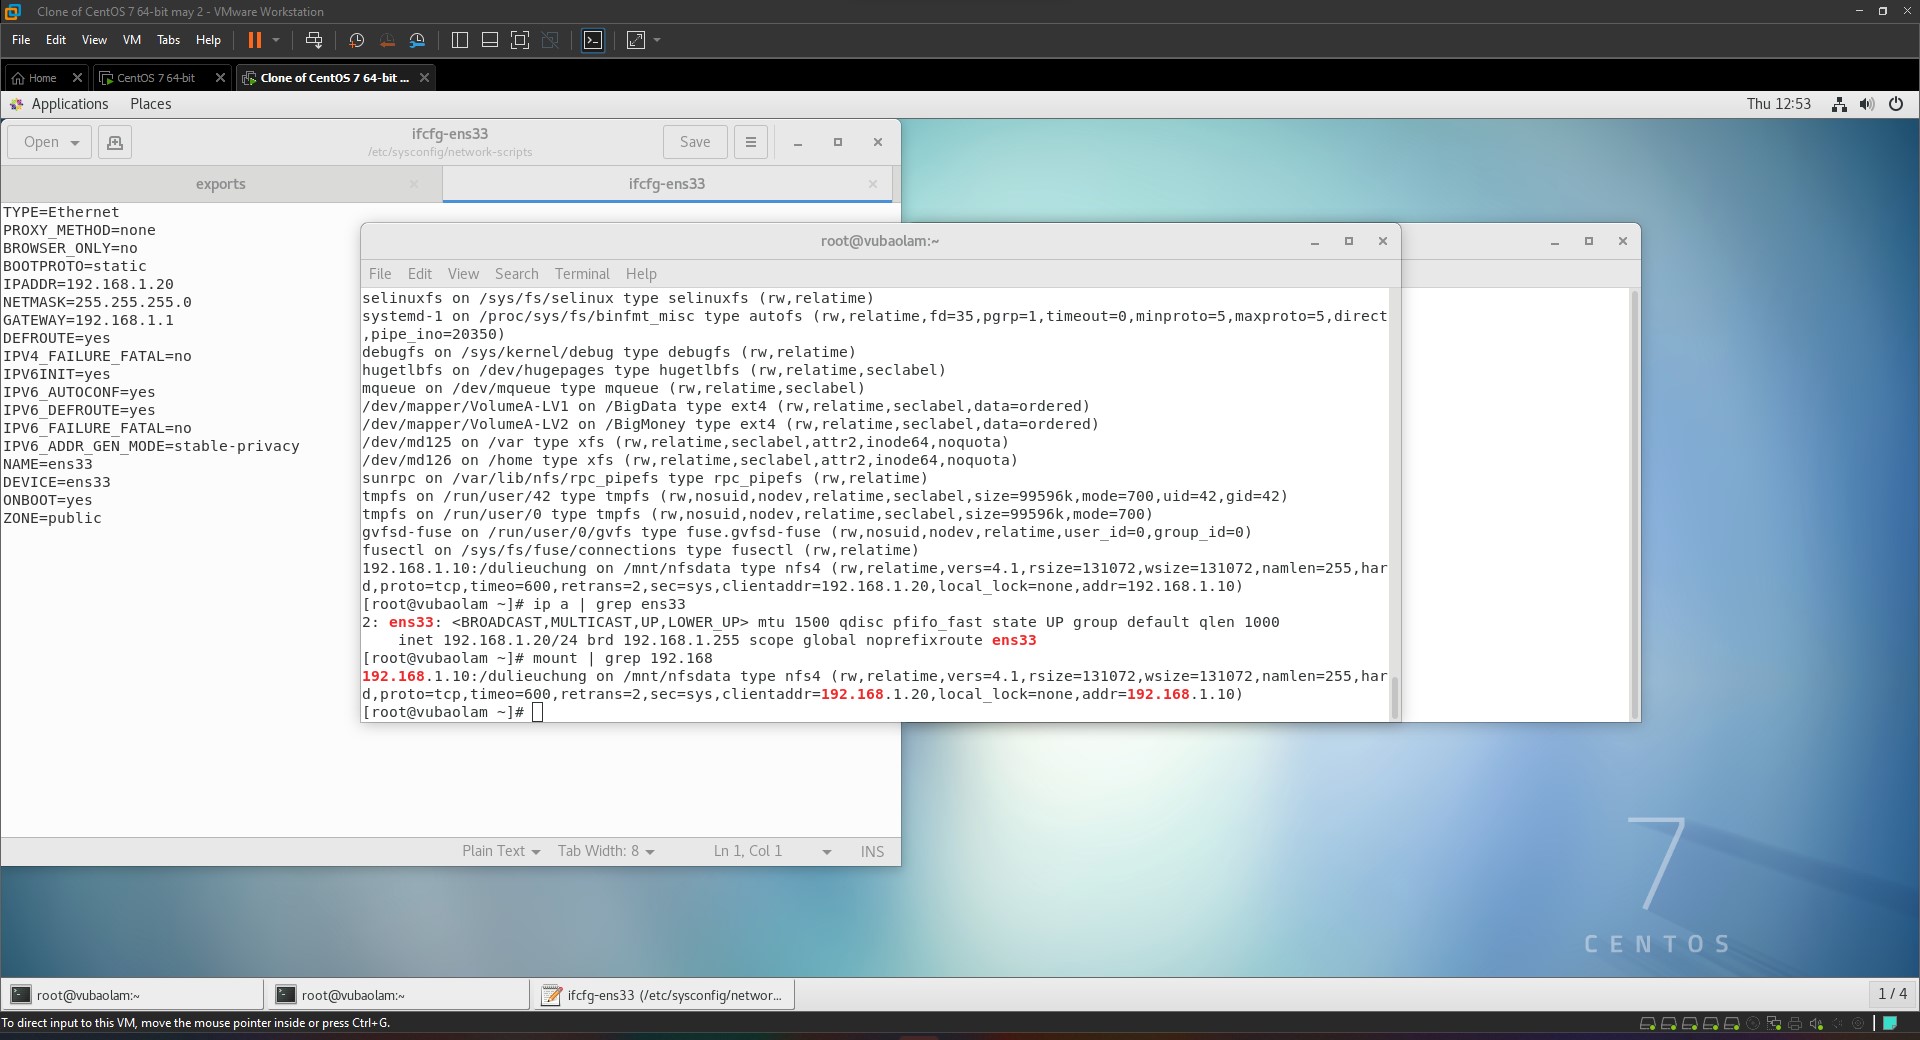 Clone of CentOS 7 64-bit may 2 - VMware Workstation
File Edit View VM Tabs Help
Home CentOS 7 64-bit Clone of CentOS 7 64-bit ...
Applications Places Thu 12:53
ifcfg-ens33
Open /etc/sysconfig/network-scripts Save
exports ifcfg-ens33
TYPE=Ethernet
PROXY_METHOD=none
BROWSER_ONLY=no
BOOTPROTO=static
IPADDR=192.168.1.20
NETMASK=255.255.255.0
GATEWAY=192.168.1.1
DEFROUTE=yes
IPV4_FAILURE_FATAL=no
IPV6INIT=yes
IPV6_AUTOCONF=yes
IPV6_DEFROUTE=yes
IPV6_FAILURE_FATAL=no
IPV6_ADDR_GEN_MODE=stable-privacy
NAME=ens33
DEVICE=ens33
ONBOOT=yes
ZONE=public
Plain Text Tab Width: 8 Ln 1, Col 1 INS
root@vubaolam:~
File Edit View Search Terminal Help
selinuxfs on /sys/fs/selinux type selinuxfs (rw,relatime)
systemd-1 on /proc/sys/fs/binfmt_misc type autofs (rw,relatime,fd=35,pgrp=1,timeout=0,minproto=5,maxproto=5,direct
,pipe_ino=20350)
debugfs on /sys/kernel/debug type debugfs (rw,relatime)
hugetlbfs on /dev/hugepages type hugetlbfs (rw,relatime,seclabel)
mqueue on /dev/mqueue type mqueue (rw,relatime,seclabel)
/dev/mapper/VolumeA-LV1 on /BigData type ext4 (rw,relatime,seclabel,data=ordered)
/dev/mapper/VolumeA-LV2 on /BigMoney type ext4 (rw,relatime,seclabel,data=ordered)
/dev/md125 on /var type xfs (rw,relatime,seclabel,attr2,inode64,noquota)
/dev/md126 on /home type xfs (rw,relatime,seclabel,attr2,inode64,noquota)
sunrpc on /var/lib/nfs/rpc_pipefs type rpc_pipefs (rw,relatime)
tmpfs on /run/user/42 type tmpfs (rw,nosuid,nodev,relatime,seclabel,size=99596k,mode=700,uid=42,gid=42)
tmpfs on /run/user/0 type tmpfs (rw,nosuid,nodev,relatime,seclabel,size=99596k,mode=700)
gvfsd-fuse on /run/user/0/gvfs type fuse.gvfsd-fuse (rw,nosuid,nodev,relatime,user_id=0,group_id=0)
fusectl on /sys/fs/fuse/connections type fusectl (rw,relatime)
192.168.1.10:/dulieuchung on /mnt/nfsdata type nfs4 (rw,relatime,vers=4.1,rsize=131072,wsize=131072,namlen=255,har
d,proto=tcp,timeo=600,retrans=2,sec=sys,clientaddr=192.168.1.20,local_lock=none,addr=192.168.1.10)
[root@vubaolam ~]# ip a | grep ens33
2: ens33: <BROADCAST,MULTICAST,UP,LOWER_UP> mtu 1500 qdisc pfifo_fast state UP group default qlen 1000
inet 192.168.1.20/24 brd 192.168.1.255 scope global noprefixroute ens33
[root@vubaolam ~]# mount | grep 192.168
192.168.1.10:/dulieuchung on /mnt/nfsdata type nfs4 (rw,relatime,vers=4.1,rsize=131072,wsize=131072,namlen=255,har
d,proto=tcp,timeo=600,retrans=2,sec=sys,clientaddr=192.168.1.20,local_lock=none,addr=192.168.1.10)
[root@vubaolam ~]#
7
CENTOS
root@vubaolam:~ root@vubaolam:~ ifcfg-ens33 (/etc/sysconfig/networ... 1 / 4
To direct input to this VM, move the mouse pointer inside or press Ctrl+G.